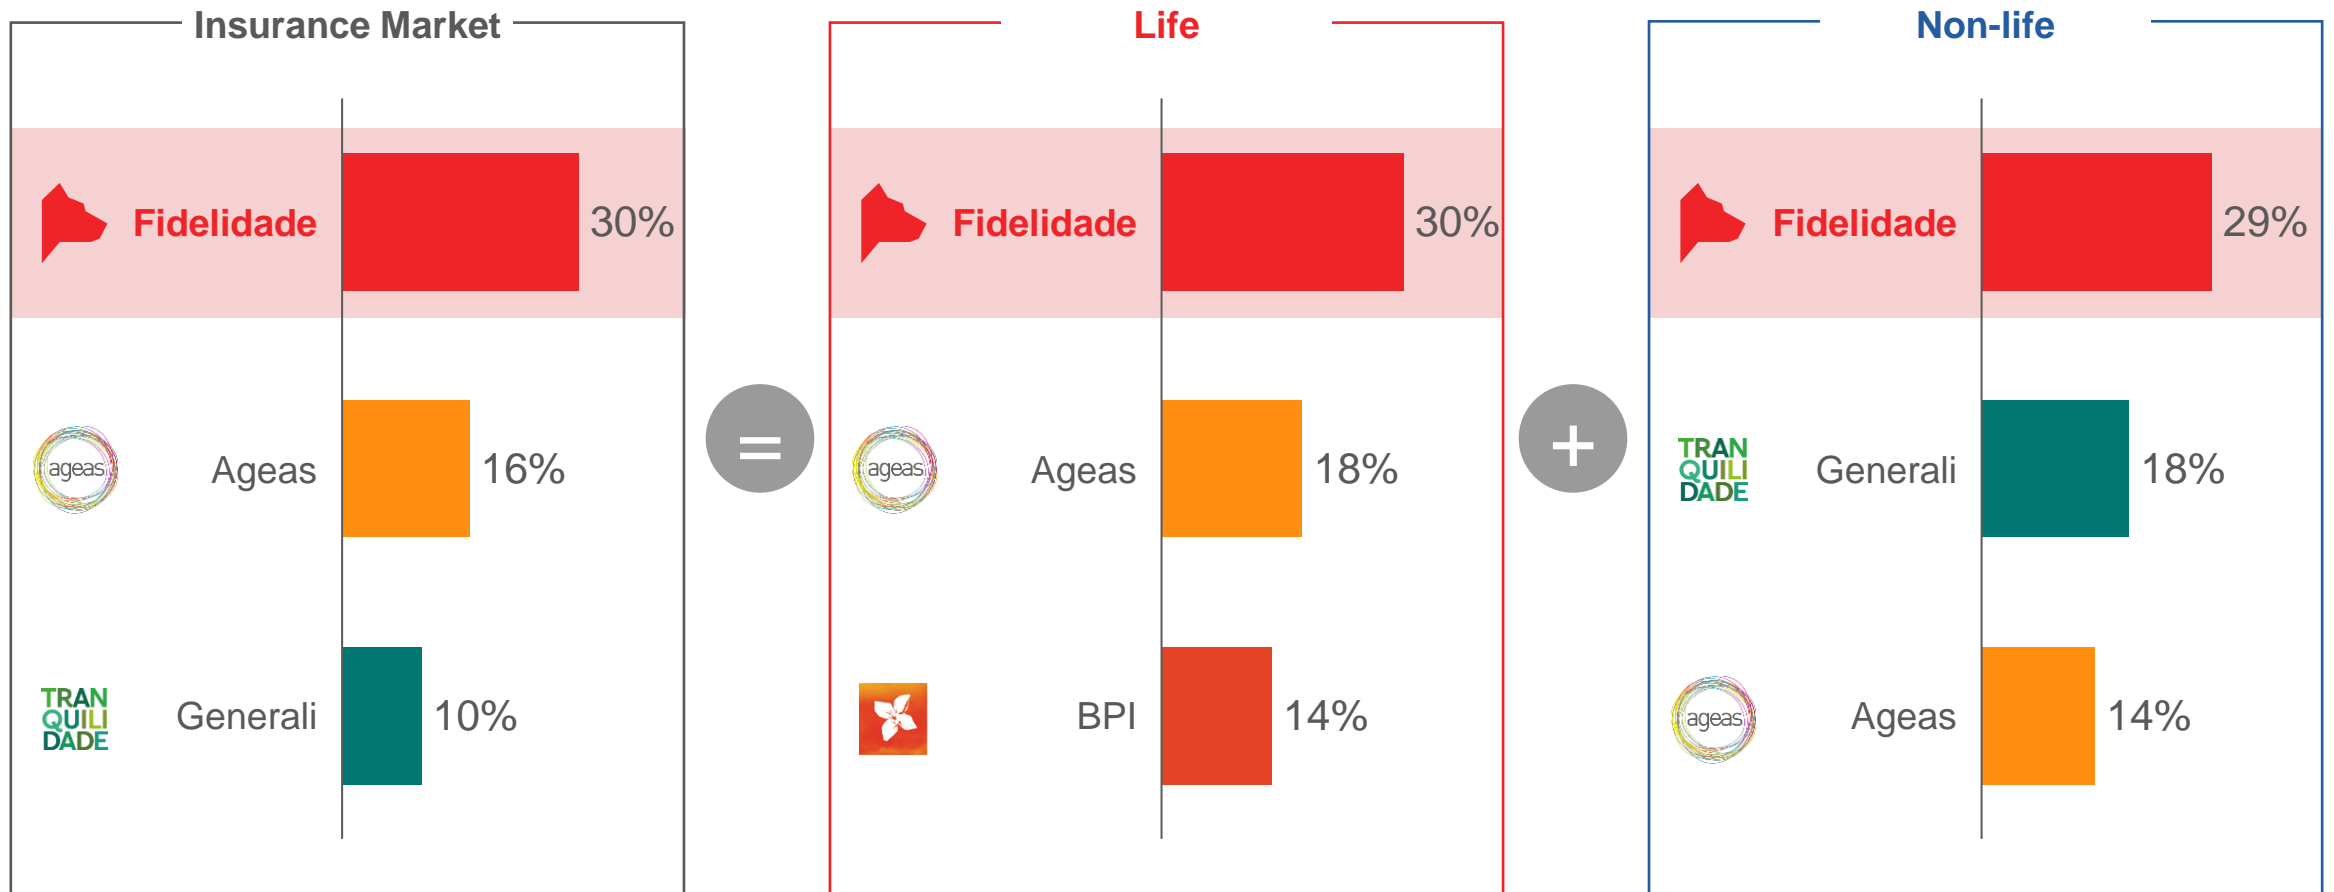 Insurance Market
Fidelidade
30%
ageas
Ageas
16%
TRAN
QUILI
DADE
Generali
10%
=
Life
Fidelidade
30%
ageas
Ageas
18%
BPI
14%
+
Non-life
Fidelidade
29%
TRAN
QUILI
DADE
Generali
18%
ageas
Ageas
14%